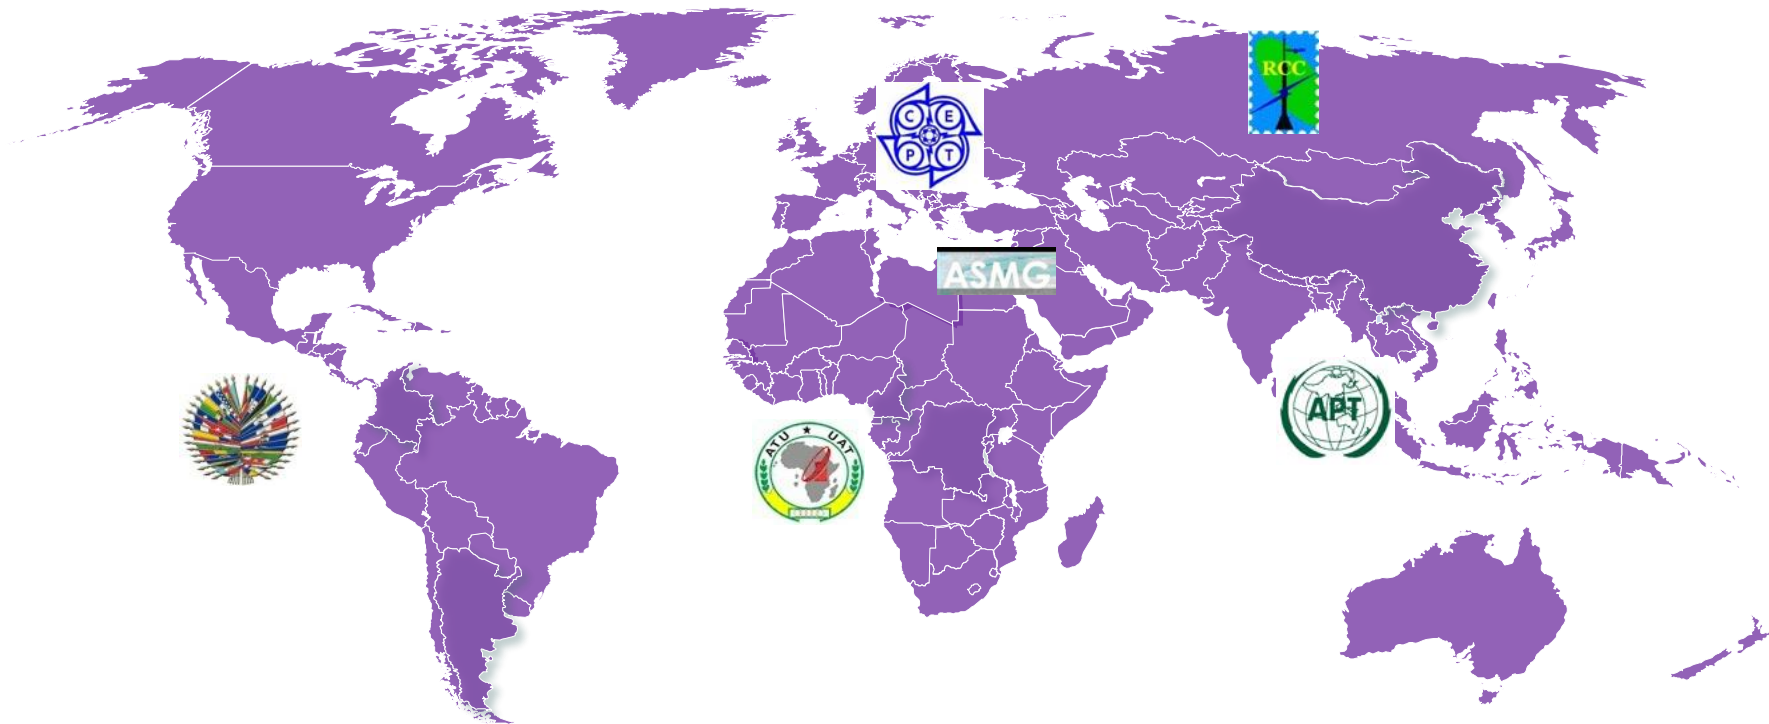 RCC
C E
P T
ASMG
APT
ATU ★ UAT